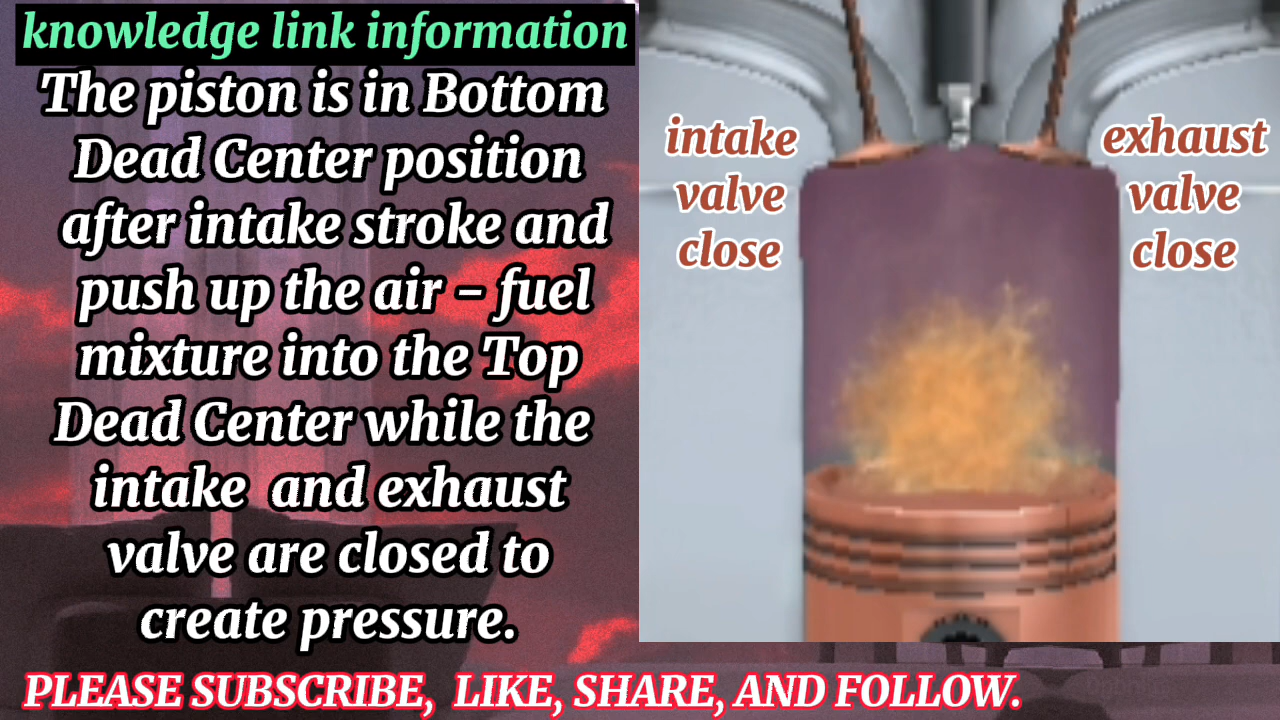 knowledge link information
The piston is in Bottom
Dead Center position
after intake stroke and
push up the air - fuel
mixture into the Top
Dead Center while the
intake and exhaust
valve are closed to
create pressure.
intake
valve
close
exhaust
valve
close
PLEASE SUBSCRIBE, LIKE, SHARE, AND FOLLOW.